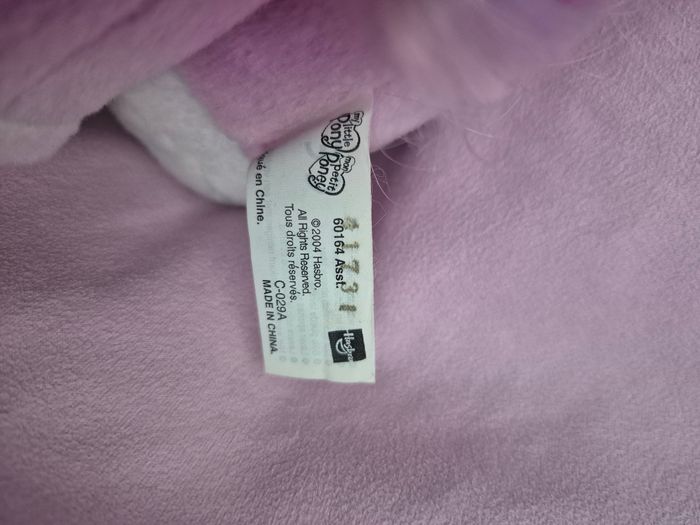 my little Pony
mon petit Poney
41731
60164 Asst.
Hasbro
©2004 Hasbro.
All Rights Reserved.
Tous droits réservés.
C-029A
MADE IN CHINA.
en Chine.